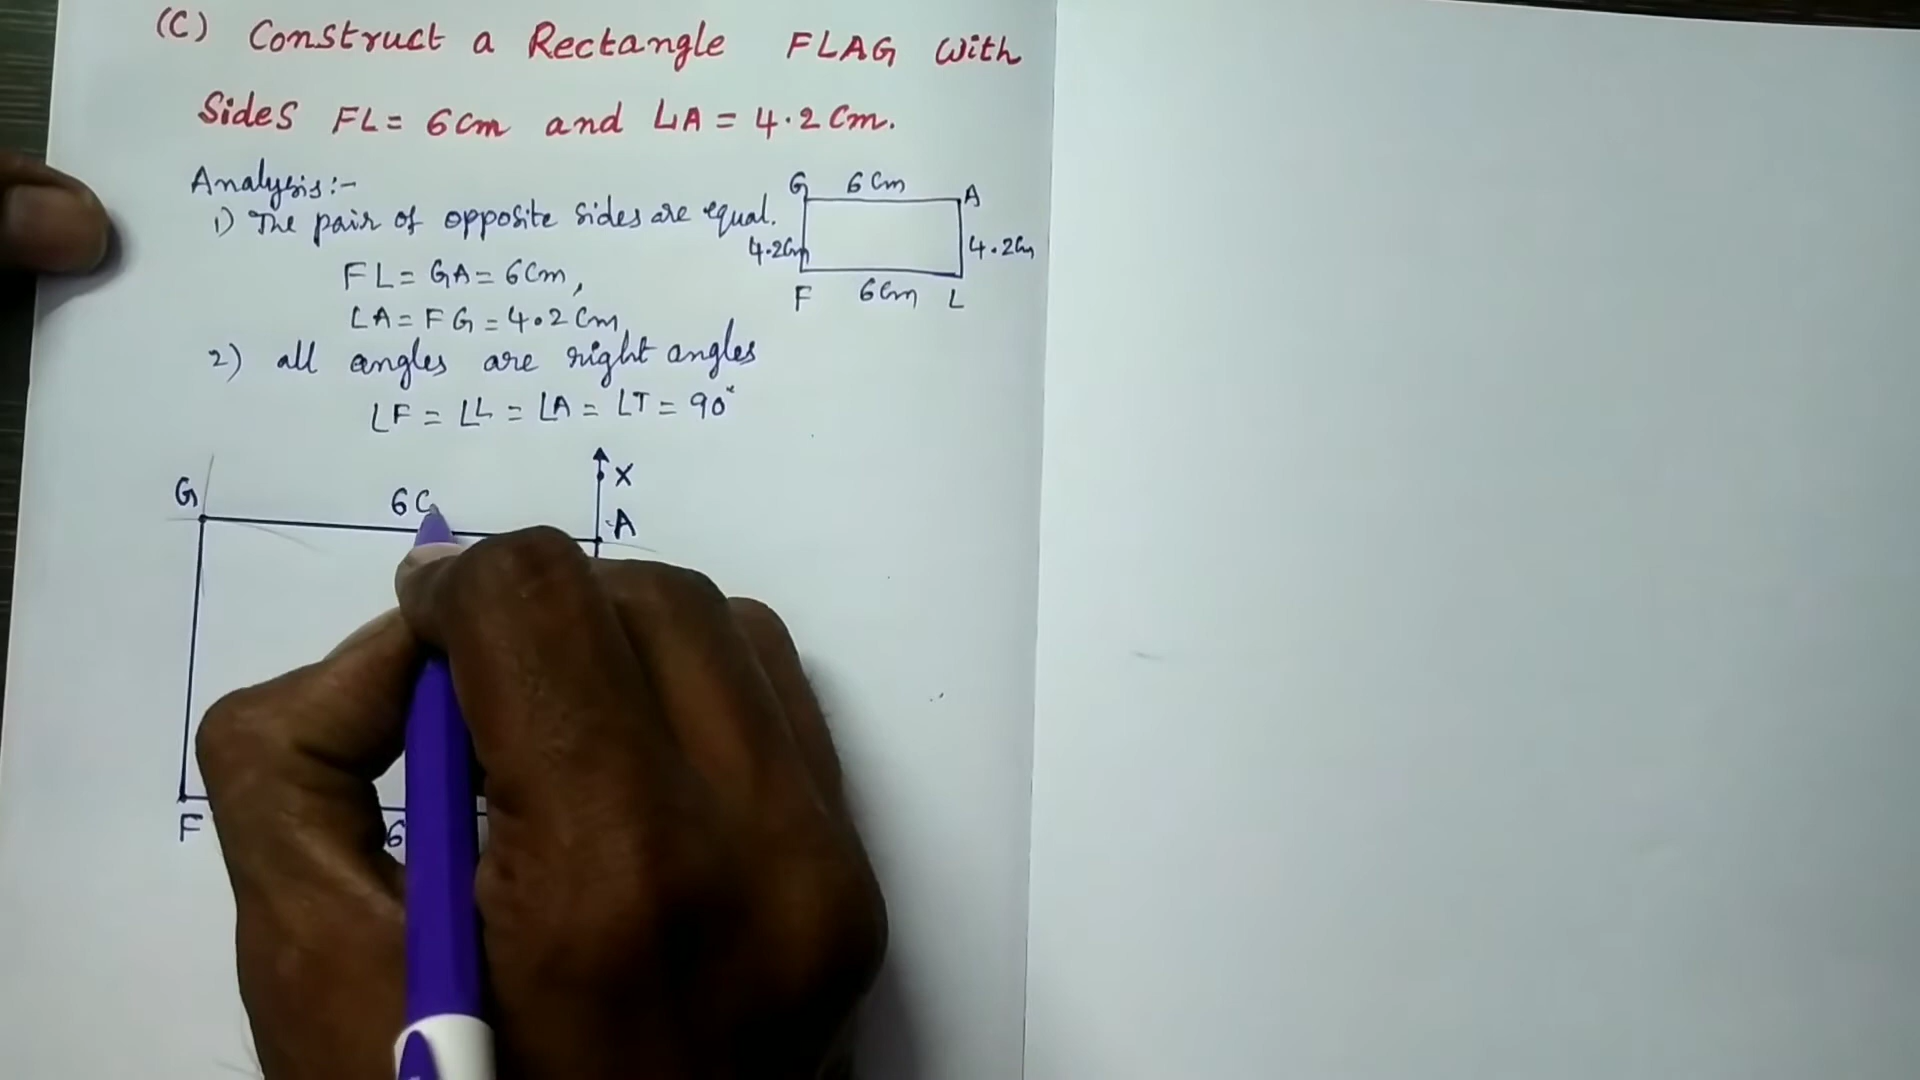 (C) Construct a Rectangle FLAG with
Sides FL = 6cm and LA = 4.2 Cm.
Analysis:-
1) The pair of opposite sides are equal.
FL = GA = 6Cm,
LA = FG = 4.2 Cm
2) all angles are right angles
∠F = ∠L = ∠A = ∠T = 90°
G 6 Cm A
4.2Cm 4.2Cm
F 6Cm L
X
G 6C A
F 6